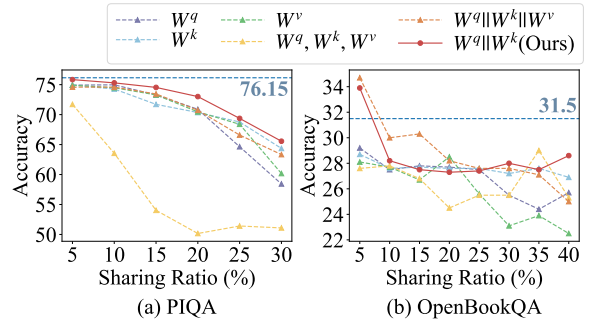 W^q W^v W^q||W^k||W^v
W^k W^q, W^k, W^v W^q||W^k(Ours)
Accuracy
75
70
65
60
55
50
76.15
5 10 15 20 25 30
Sharing Ratio (%)
(a) PIQA
Accuracy
34
32
30
28
26
24
22
31.5
5 10 15 20 25 30 35 40
Sharing Ratio (%)
(b) OpenBookQA